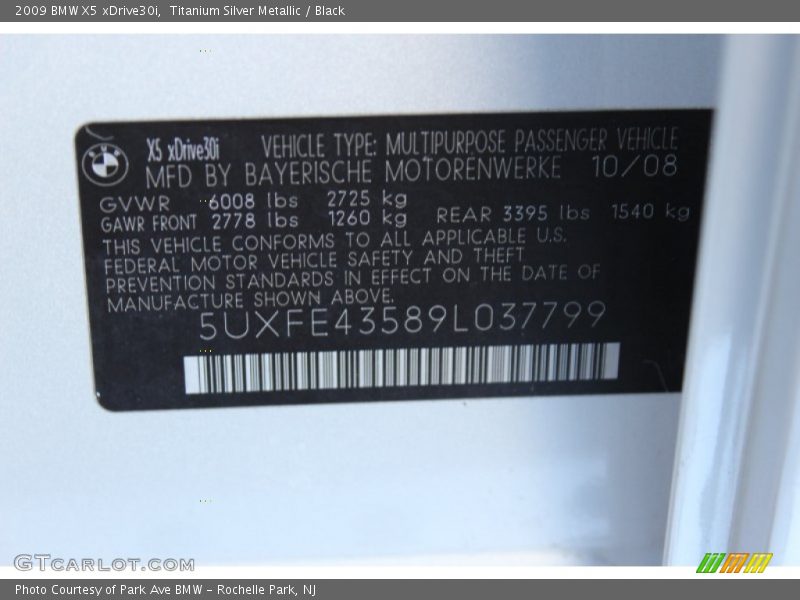 2009 BMW X5 xDrive30i, Titanium Silver Metallic / Black
X5 xDrive30i VEHICLE TYPE: MULTIPURPOSE PASSENGER VEHICLE
BMW MFD BY BAYERISCHE MOTORENWERKE 10/08
GVWR 6008 lbs 2725 kg
GAWR FRONT 2778 lbs 1260 kg REAR 3395 lbs 1540 kg
THIS VEHICLE CONFORMS TO ALL APPLICABLE U.S.
FEDERAL MOTOR VEHICLE SAFETY AND THEFT
PREVENTION STANDARDS IN EFFECT ON THE DATE OF
MANUFACTURE SHOWN ABOVE.
5UXFE43589L037799
GTCARLOT.COM
Photo Courtesy of Park Ave BMW - Rochelle Park, NJ